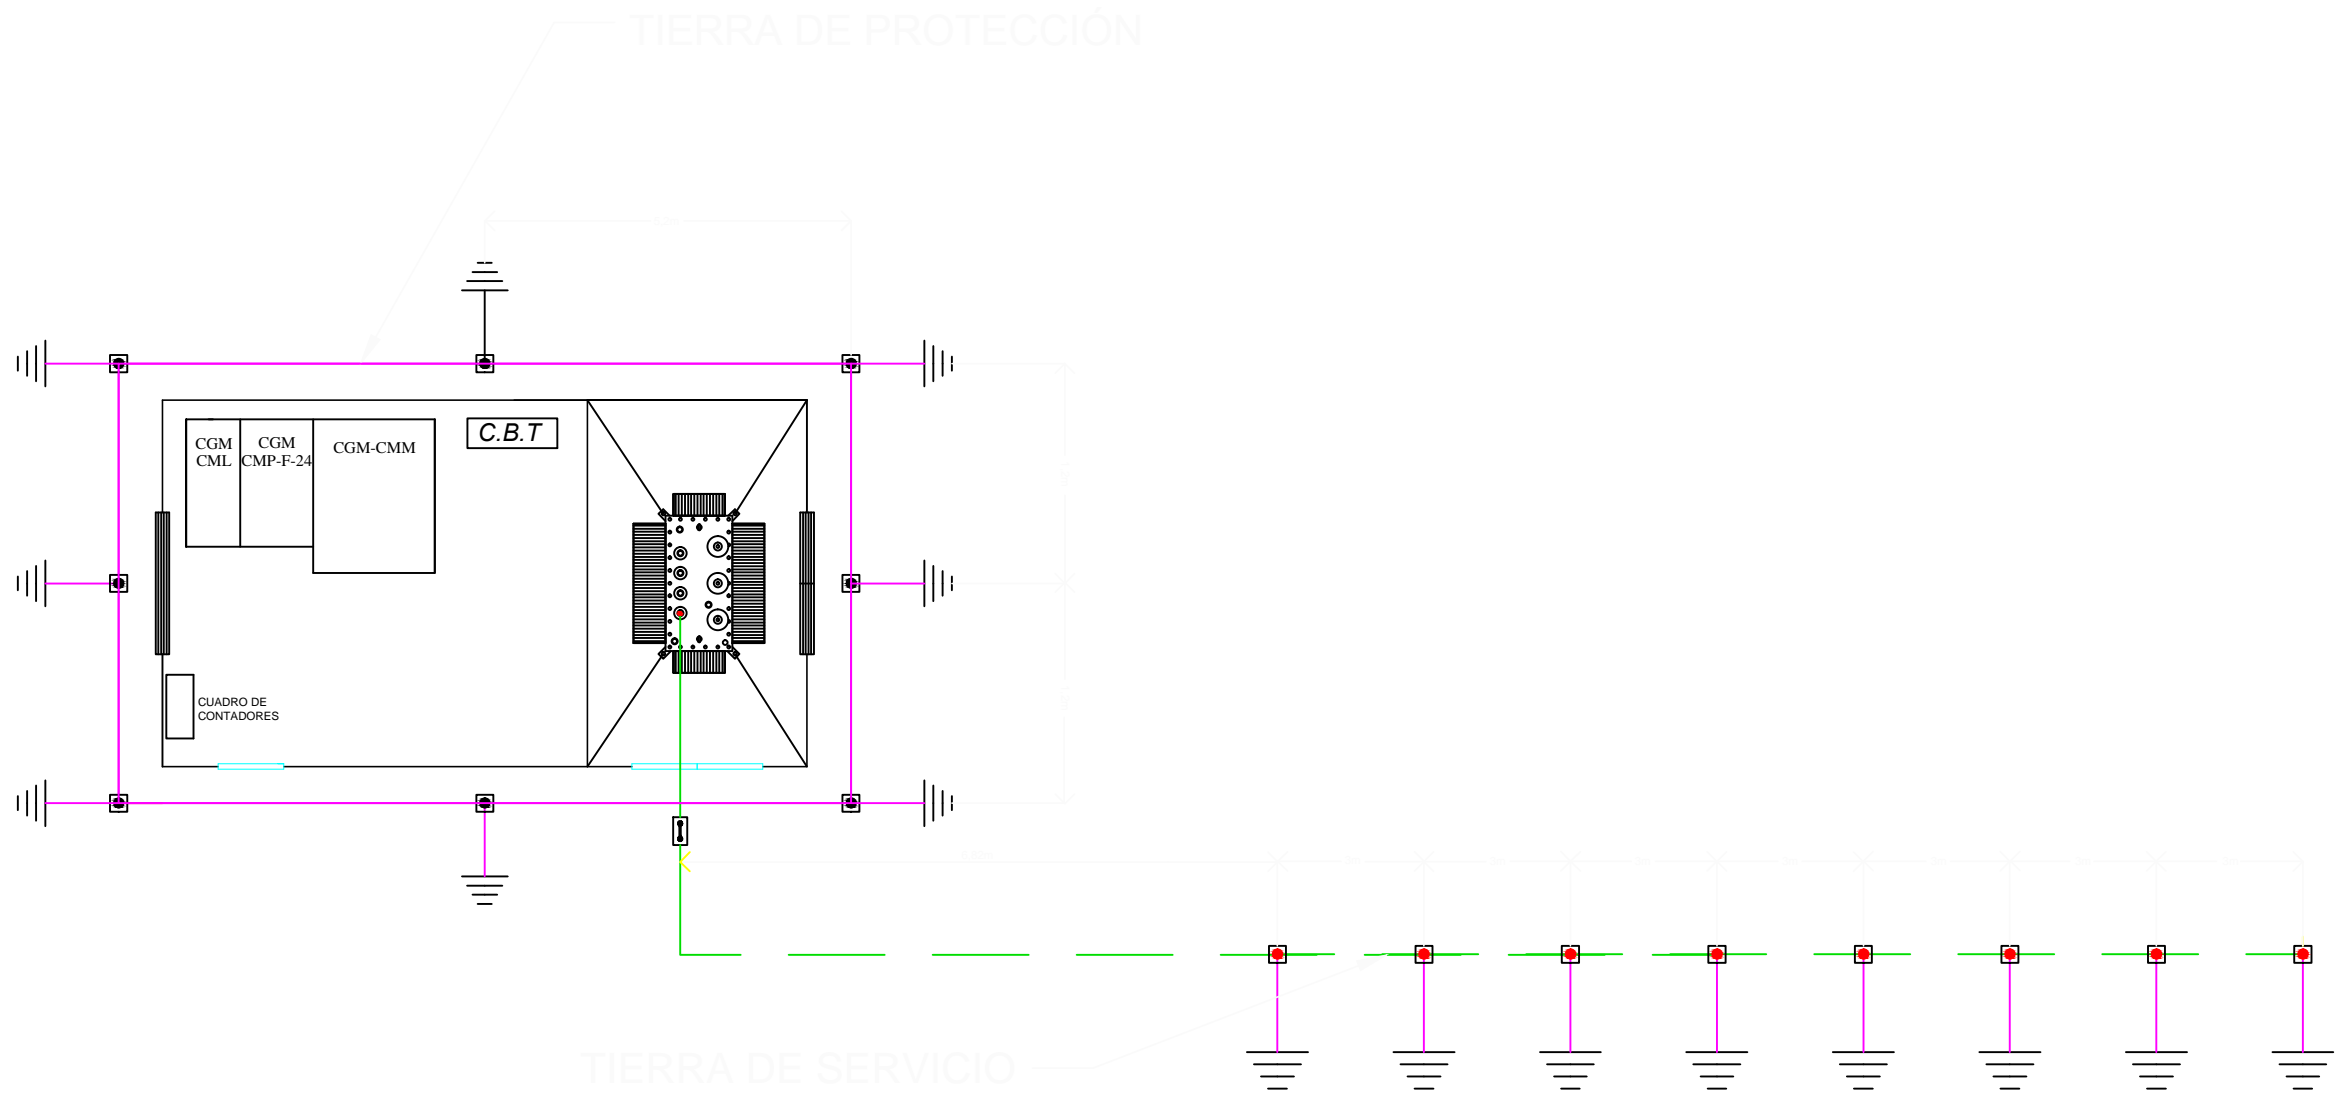 TIERRA DE PROTECCIÓN
CGM
CML
CGM
CMP-F-24
CGM-CMM
C.B.T
CUADRO DE
CONTADORES
TIERRA DE SERVICIO